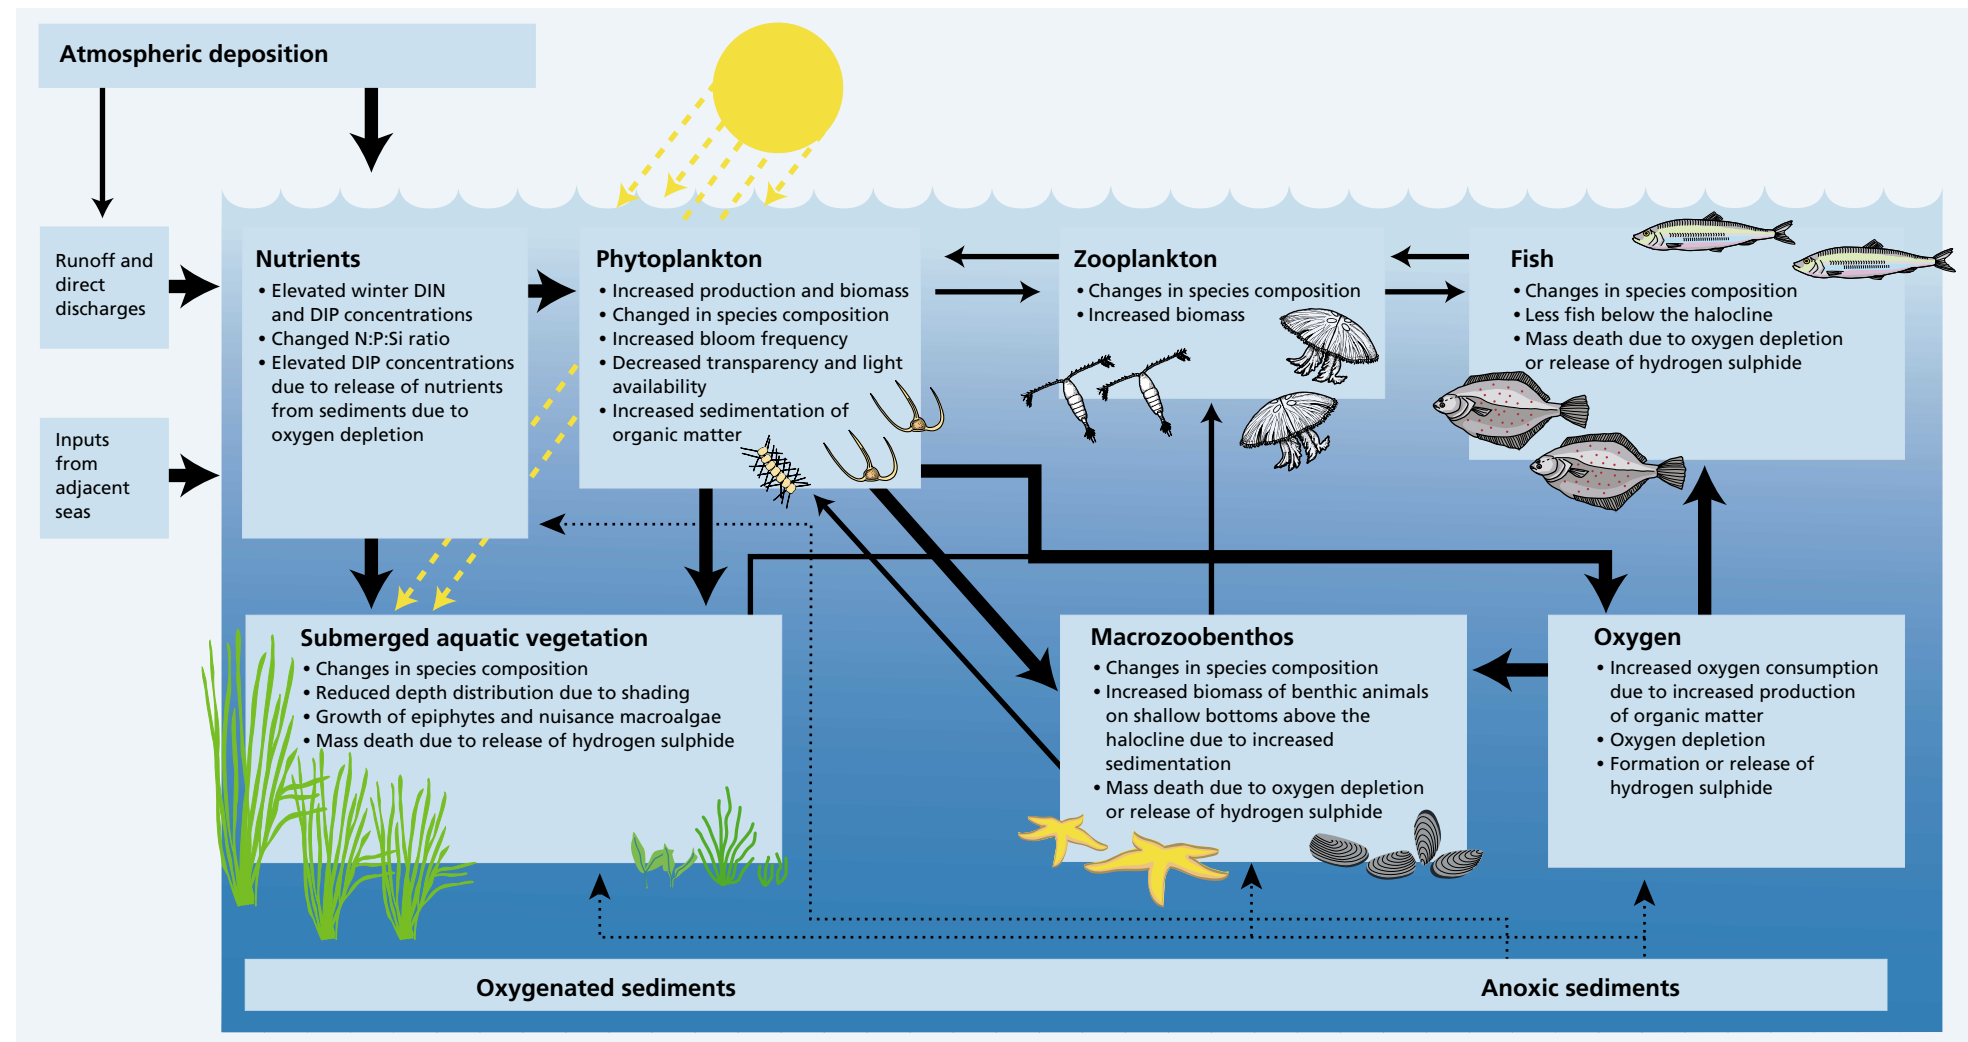 Atmospheric deposition
Runoff and
direct
discharges
Inputs
from
adjacent
seas
Nutrients
• Elevated winter DIN
and DIP concentrations
• Changed N:P:Si ratio
• Elevated DIP concentrations
due to release of nutrients
from sediments due to
oxygen depletion
Phytoplankton
• Increased production and biomass
• Changed in species composition
• Increased bloom frequency
• Decreased transparency and light
availability
• Increased sedimentation of
organic matter
Zooplankton
• Changes in species composition
• Increased biomass
Fish
• Changes in species composition
• Less fish below the halocline
• Mass death due to oxygen depletion
or release of hydrogen sulphide
Submerged aquatic vegetation
• Changes in species composition
• Reduced depth distribution due to shading
• Growth of epiphytes and nuisance macroalgae
• Mass death due to release of hydrogen sulphide
Macrozoobenthos
• Changes in species composition
• Increased biomass of benthic animals
on shallow bottoms above the
halocline due to increased
sedimentation
• Mass death due to oxygen depletion
or release of hydrogen sulphide
Oxygen
• Increased oxygen consumption
due to increased production
of organic matter
• Oxygen depletion
• Formation or release of
hydrogen sulphide
Oxygenated sediments
Anoxic sediments